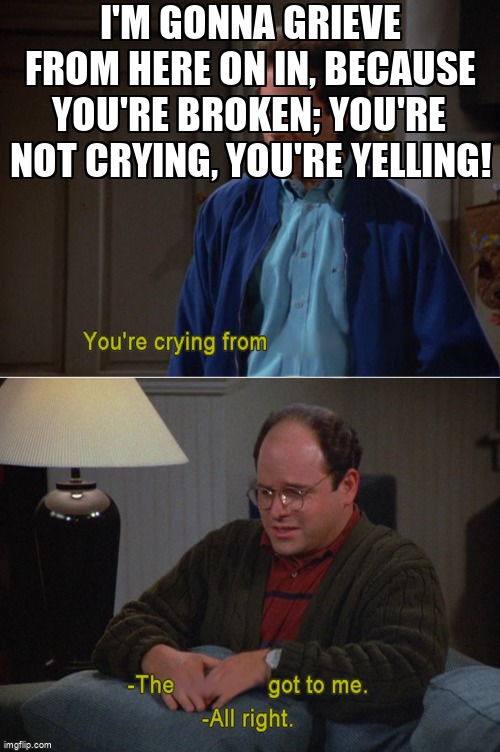 I'M GONNA GRIEVE
FROM HERE ON IN, BECAUSE
YOU'RE BROKEN; YOU'RE
NOT CRYING, YOU'RE YELLING!
You're crying from
-The got to me.
-All right.
imgflip.com